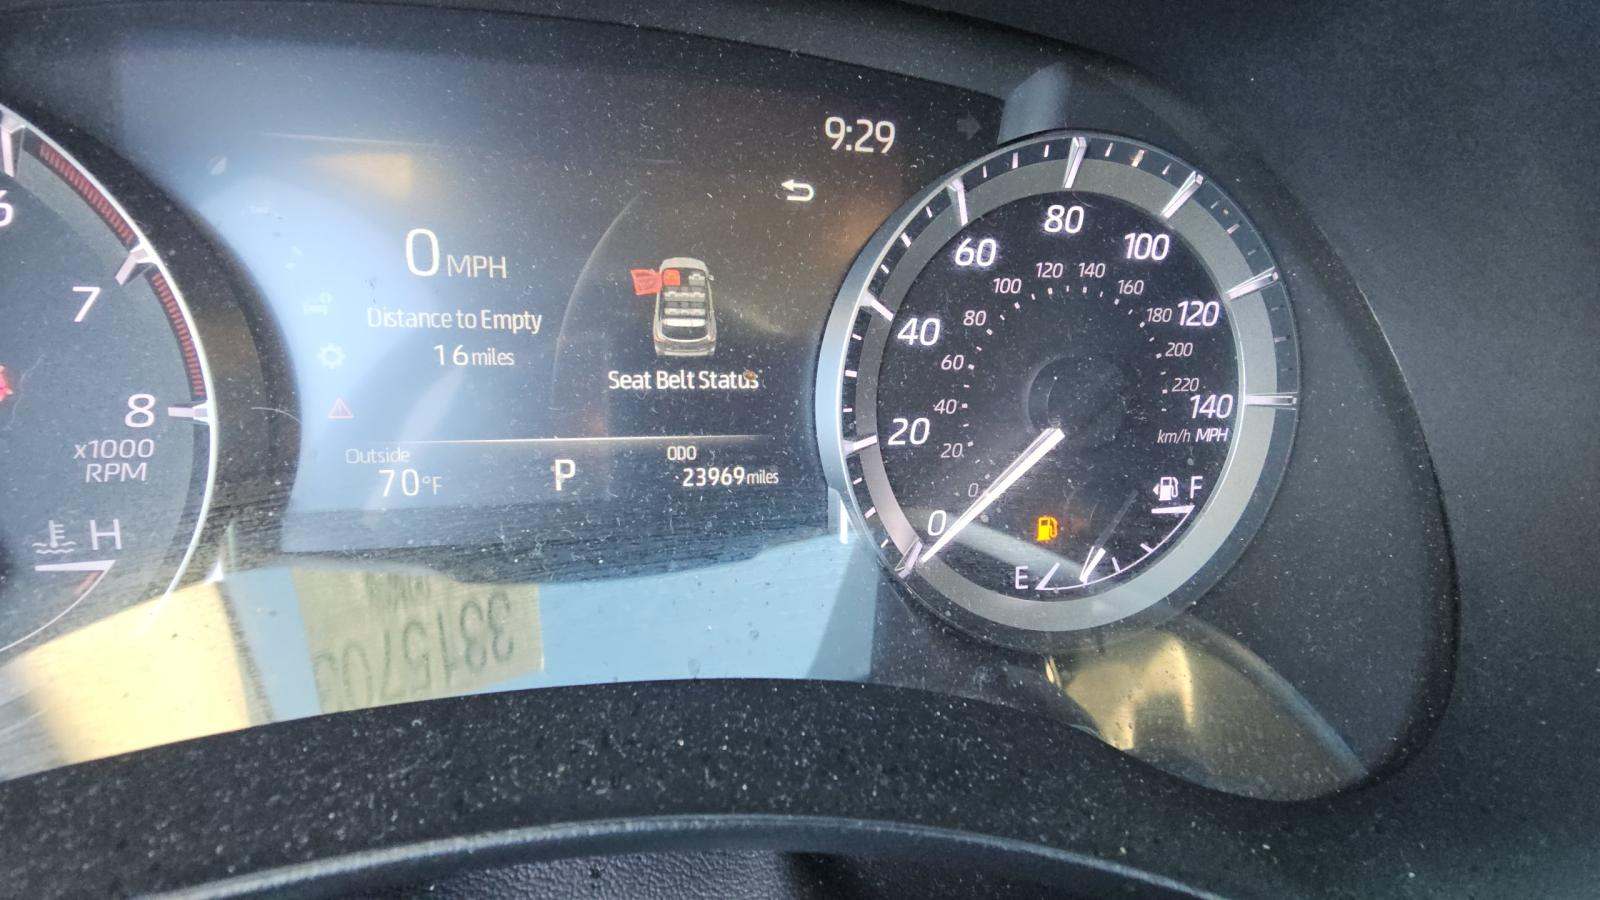 9:29
0 MPH
Distance to Empty
16 miles
Seat Belt Status
Outside
70°F
P
ODO
23969 miles
6
7
8
x1000
RPM
H
0
20
40
60
80
100
120
140
0
20
40
60
80
100
120
140
160
180
200
220
km/h MPH
E
F
331570